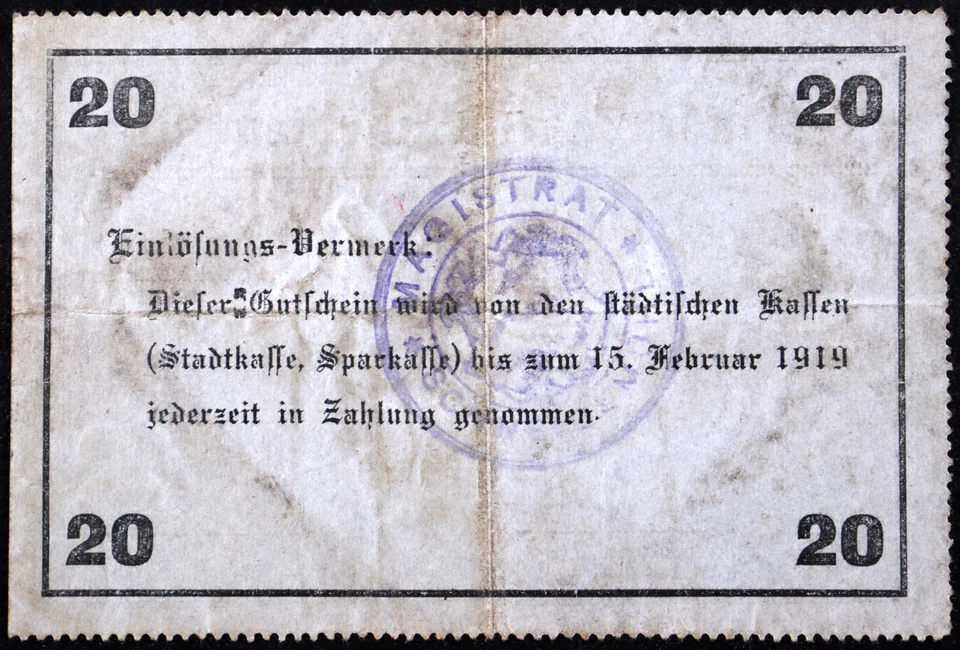 20 20
MAGISTRAT
Einlösungs-Vermerk:
Dieser Gutschein wird von den städtischen Kassen
(Stadtkasse, Sparkasse) bis zum 15. Februar 1919
jederzeit in Zahlung genommen.
20 20